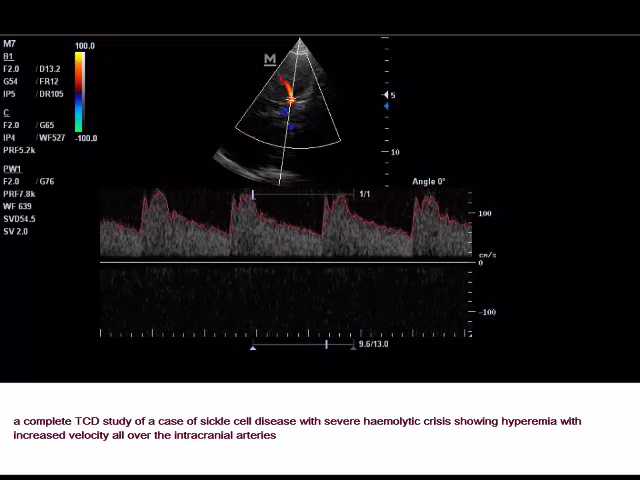 M7
100.0
B1
F2.0 /D13.2
G54 /FR12
IP5 /DR105
C
F2.0 /G65
IP4 /WF527
-100.0
PRF5.2k
PW1
F2.0 /G76
PRF7.8k
WF 639
SVD54.5
SV 2.0
M
5
10
Angle 0°
1/1
100
cm/s
0
-100
9.6/13.0
a complete TCD study of a case of sickle cell disease with severe haemolytic crisis showing hyperemia with
increased velocity all over the intracranial arteries